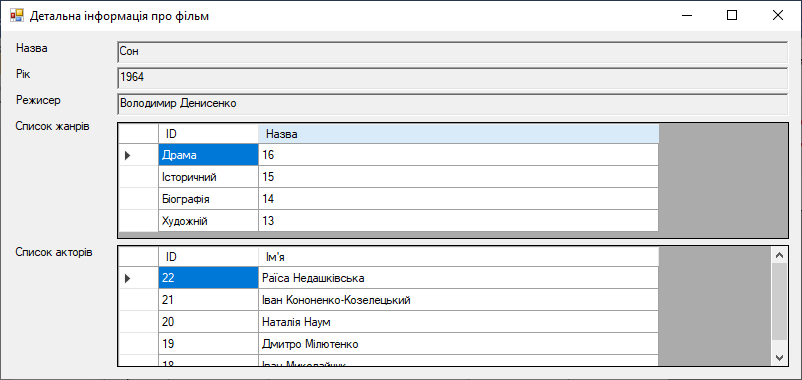 Детальна інформація про фільм
Назва Сон
Рік 1964
Режисер Володимир Денисенко
Список жанрів ID Назва
Драма 16
Історичний 15
Біографія 14
Художній 13
Список акторів ID Ім'я
22 Раїса Недашківська
21 Іван Кононенко-Козелецький
20 Наталія Наум
19 Дмитро Мілютенко
18 Іван Миколайчук